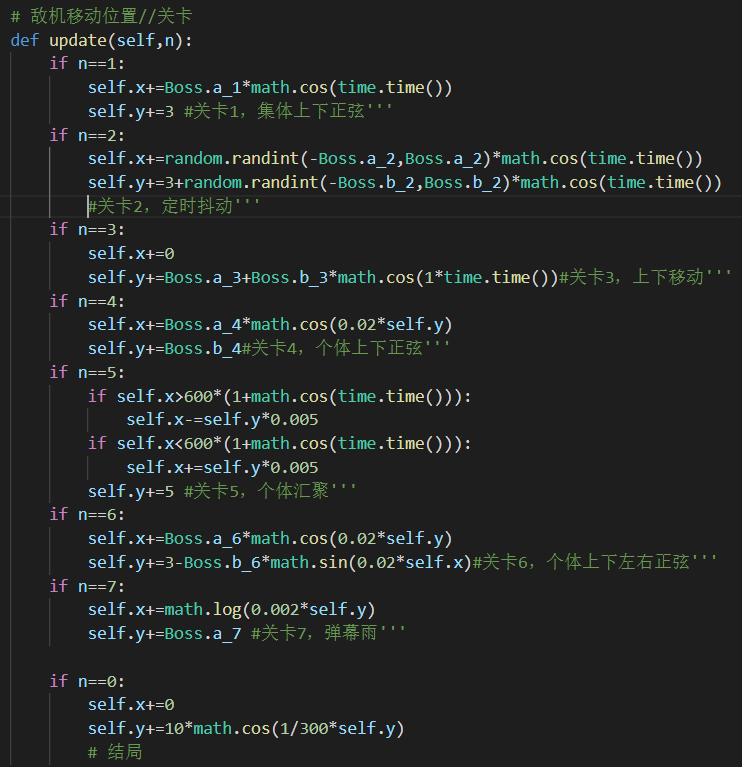 # 敌机移动位置//关卡
def update(self,n):
    if n==1:
        self.x+=Boss.a_1*math.cos(time.time())
        self.y+=3 #关卡1，集体上下正弦'''
    if n==2:
        self.x+=random.randint(-Boss.a_2,Boss.a_2)*math.cos(time.time())
        self.y+=3+random.randint(-Boss.b_2,Boss.b_2)*math.cos(time.time())
        #关卡2，定时抖动'''
    if n==3:
        self.x+=0
        self.y+=Boss.a_3+Boss.b_3*math.cos(1*time.time())#关卡3，上下移动'''
    if n==4:
        self.x+=Boss.a_4*math.cos(0.02*self.y)
        self.y+=Boss.b_4#关卡4，个体上下正弦'''
    if n==5:
        if self.x>600*(1+math.cos(time.time())):
            self.x-=self.y*0.005
        if self.x<600*(1+math.cos(time.time())):
            self.x+=self.y*0.005
        self.y+=5 #关卡5，个体汇聚'''
    if n==6:
        self.x+=Boss.a_6*math.cos(0.02*self.y)
        self.y+=3-Boss.b_6*math.sin(0.02*self.x)#关卡6，个体上下左右正弦'''
    if n==7:
        self.x+=math.log(0.002*self.y)
        self.y+=Boss.a_7 #关卡7，弹幕雨'''

    if n==0:
        self.x+=0
        self.y+=10*math.cos(1/300*self.y)
        # 结局